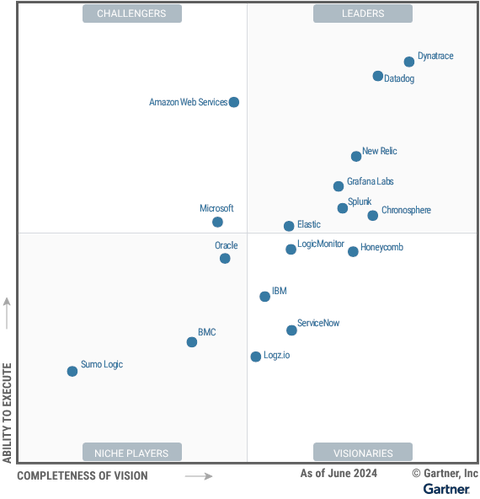 CHALLENGERS
LEADERS
Dynatrace
Datadog
Amazon Web Services
New Relic
Grafana Labs
Splunk
Chronosphere
Microsoft
Elastic
Oracle
LogicMonitor
Honeycomb
IBM
ServiceNow
BMC
Logz.io
Sumo Logic
NICHE PLAYERS
VISIONARIES
ABILITY TO EXECUTE
COMPLETENESS OF VISION
As of June 2024
© Gartner, Inc
Gartner